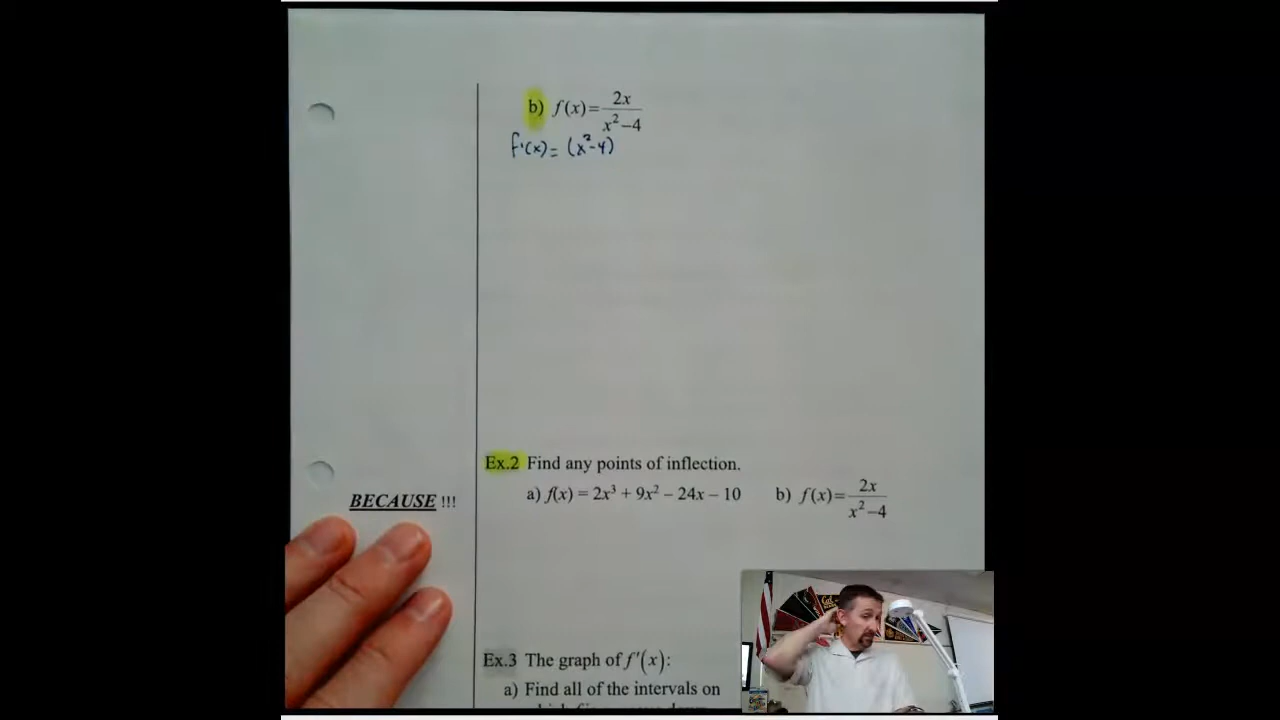 b) f(x)=2x/(x²−4)
f'(x) = (x²-4)
Ex.2 Find any points of inflection.
a) f(x) = 2x³ + 9x² − 24x − 10 b) f(x)=2x/(x²−4)
BECAUSE !!!
Ex.3 The graph of f′(x):
a) Find all of the intervals on